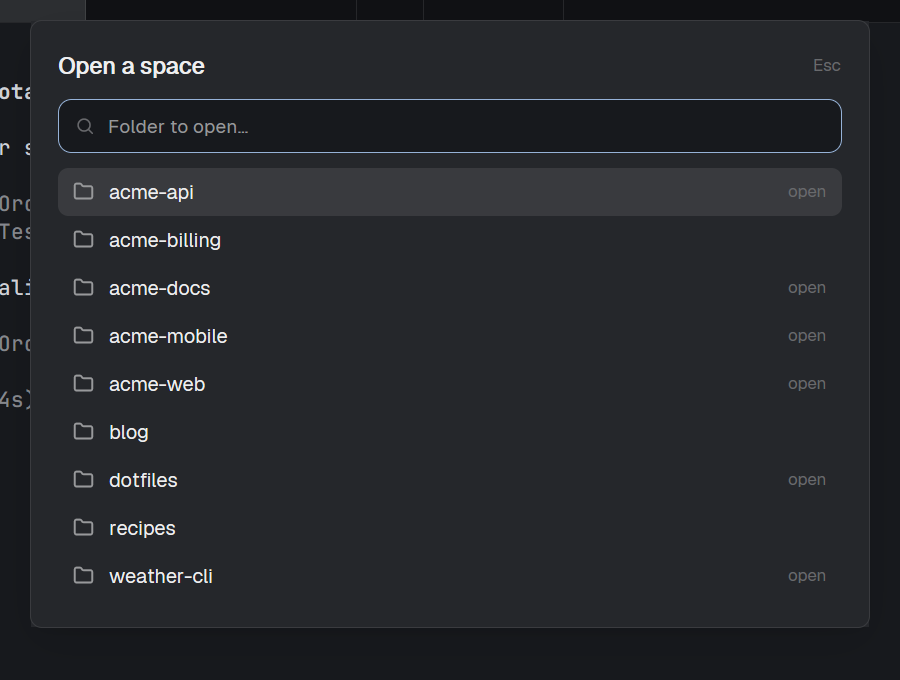 Open a space
Esc
Folder to open...
acme-api open
acme-billing
acme-docs open
acme-mobile open
acme-web open
blog
dotfiles open
recipes
weather-cli open